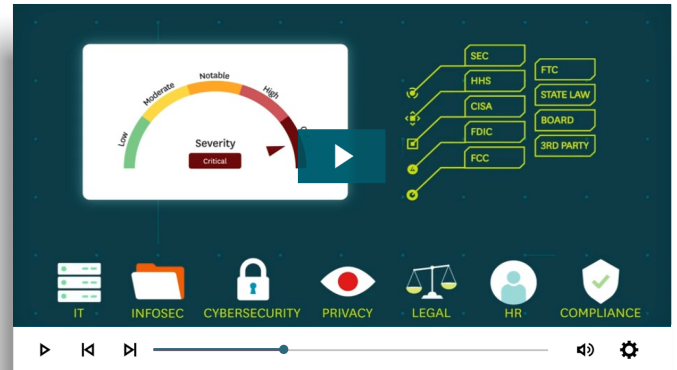 Low
Moderate
Notable
High
Severity
Critical
SEC
HHS
CISA
FDIC
FCC
FTC
STATE LAW
BOARD
3RD PARTY
IT INFOSEC CYBERSECURITY PRIVACY LEGAL HR COMPLIANCE